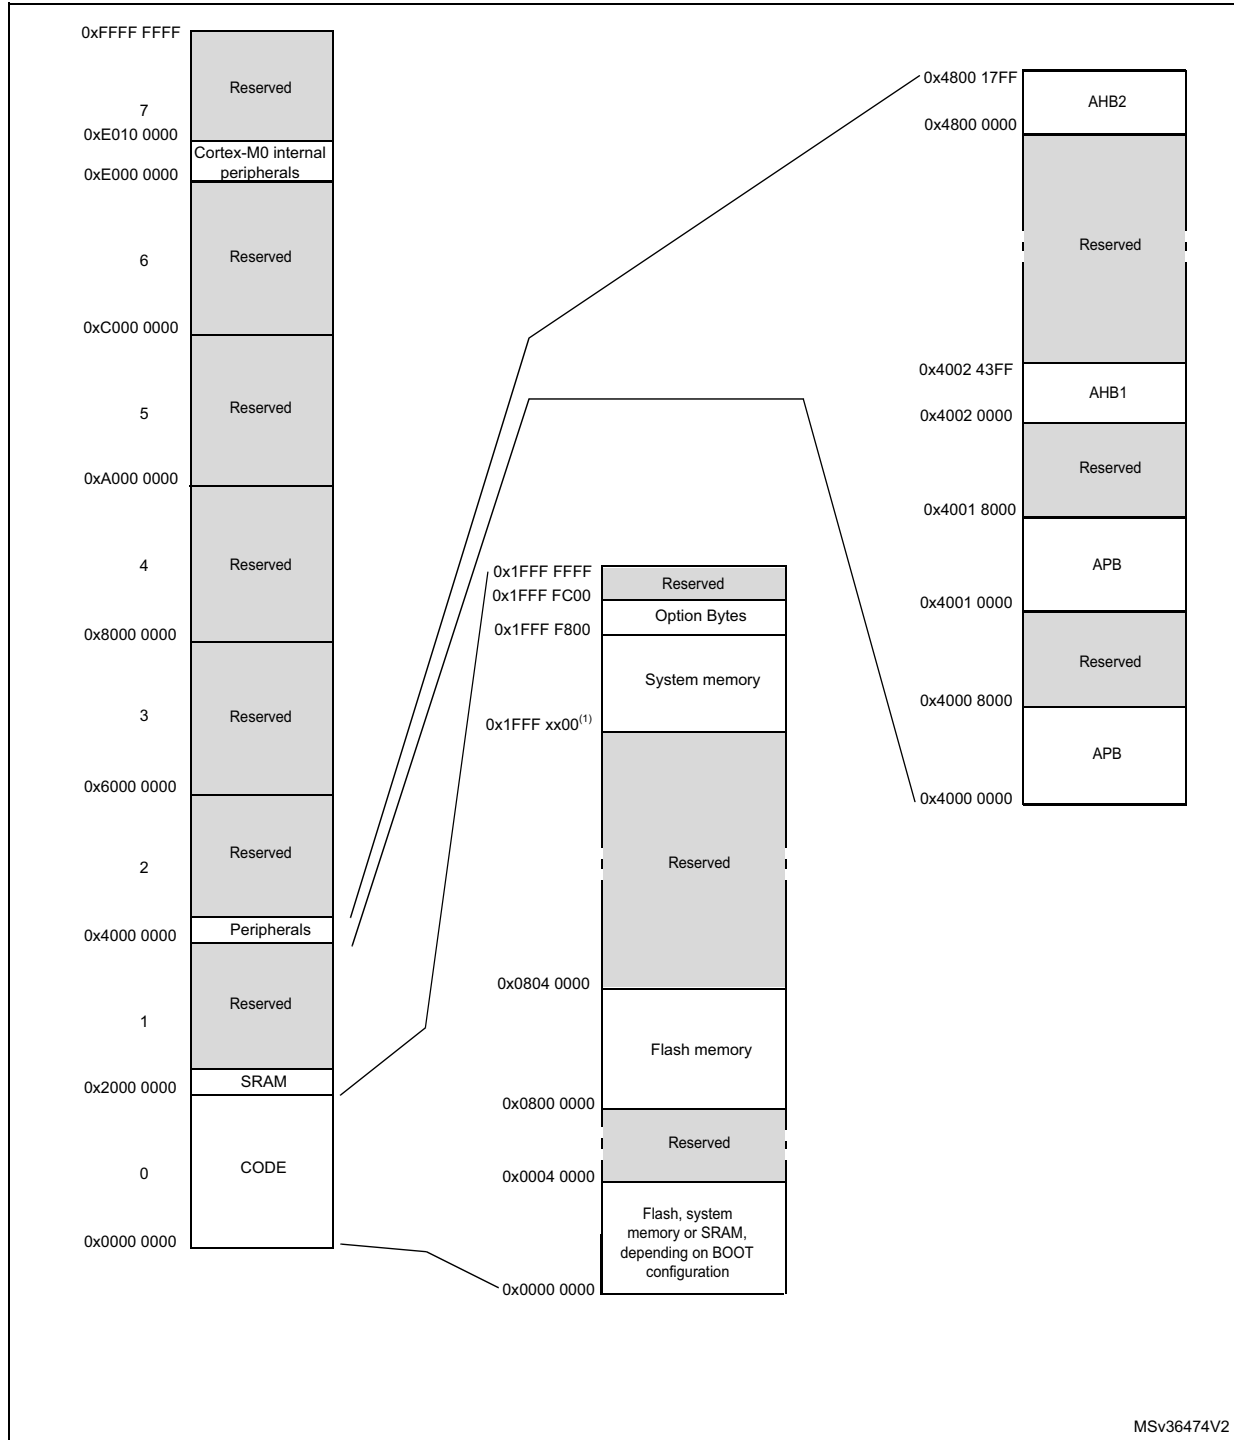 0xFFFF FFFF
Reserved
7
0xE010 0000
Cortex-M0 internal
peripherals
0xE000 0000
6
Reserved
0xC000 0000
5
Reserved
0xA000 0000
4
Reserved
0x8000 0000
3
Reserved
0x6000 0000
2
Reserved
Peripherals
0x4000 0000
Reserved
1
SRAM
0x2000 0000
CODE
0
0x0000 0000
0x1FFF FFFF
Reserved
0x1FFF FC00
Option Bytes
0x1FFF F800
System memory
0x1FFF xx00(1)
Reserved
0x0804 0000
Flash memory
0x0800 0000
Reserved
0x0004 0000
Flash, system
memory or SRAM,
depending on BOOT
configuration
0x0000 0000
0x4800 17FF
AHB2
0x4800 0000
Reserved
0x4002 43FF
AHB1
0x4002 0000
Reserved
0x4001 8000
APB
0x4001 0000
Reserved
0x4000 8000
APB
0x4000 0000
MSv36474V2